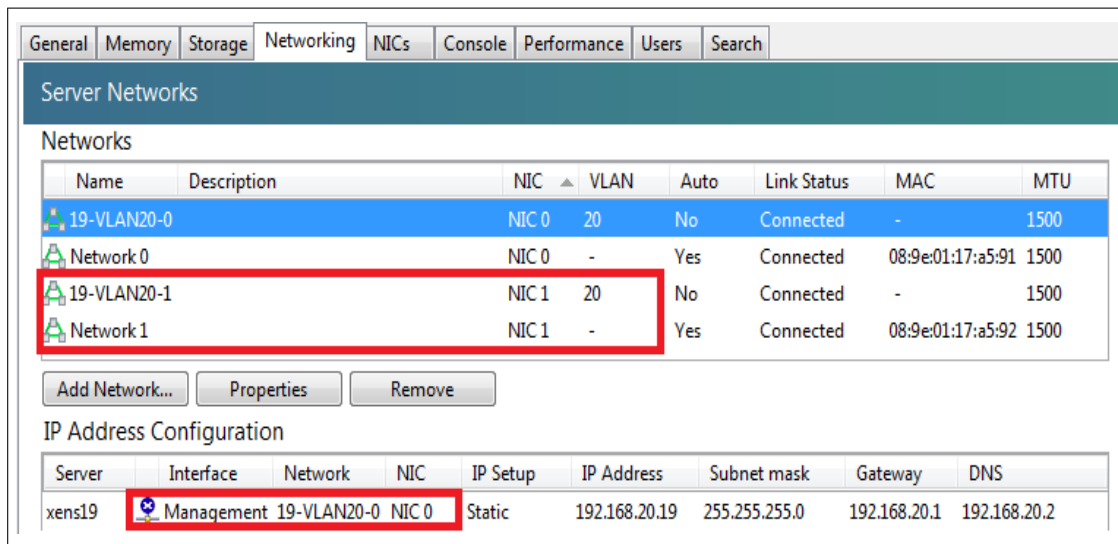 General Memory Storage Networking NICs Console Performance Users Search
Server Networks
Networks
Name Description NIC VLAN Auto Link Status MAC MTU
19-VLAN20-0 NIC 0 20 No Connected - 1500
Network 0 NIC 0 - Yes Connected 08:9e:01:17:a5:91 1500
19-VLAN20-1 NIC 1 20 No Connected - 1500
Network 1 NIC 1 - Yes Connected 08:9e:01:17:a5:92 1500
Add Network... Properties Remove
IP Address Configuration
Server Interface Network NIC IP Setup IP Address Subnet mask Gateway DNS
xens19 Management 19-VLAN20-0 NIC 0 Static 192.168.20.19 255.255.255.0 192.168.20.1 192.168.20.2